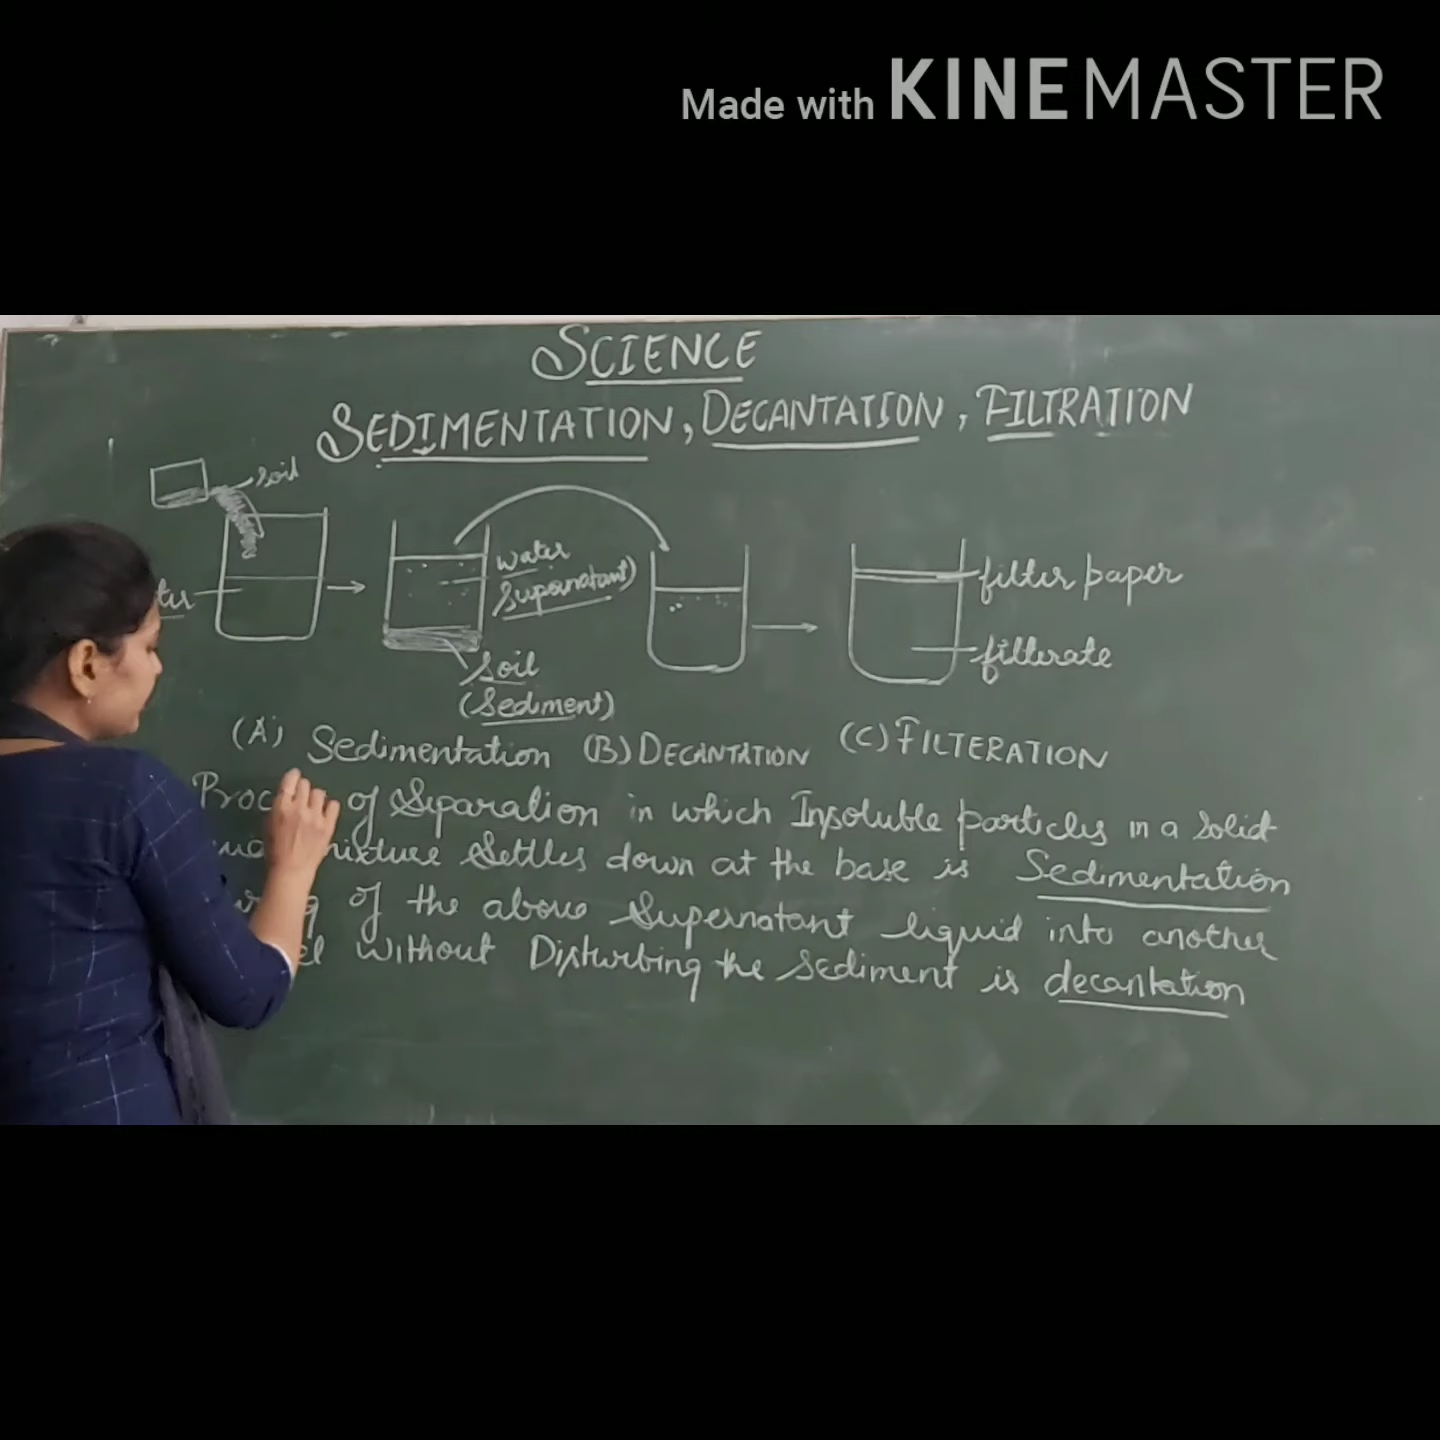 Made with KINEMASTER
SCIENCE
SEDIMENTATION, DECANTATION, FILTRATION
soil
water
Supernatant)
filter paper
filterate
soil
(Sediment)
(A) Sedimentation (B) DECANTATION (C) FILTERATION
of Separation in which Insoluble particles in a solid
mixture Settles down at the base is Sedimentation
of the above Supernatant liquid into another
without Disturbing the sediment is decantation